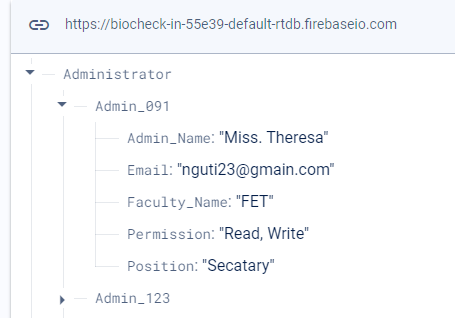 https://biocheck-in-55e39-default-rtdb.firebaseio.com
Administrator
Admin_091
Admin_Name: "Miss. Theresa"
Email: "nguti23@gmain.com"
Faculty_Name: "FET"
Permission: "Read, Write"
Position: "Secatary"
Admin_123